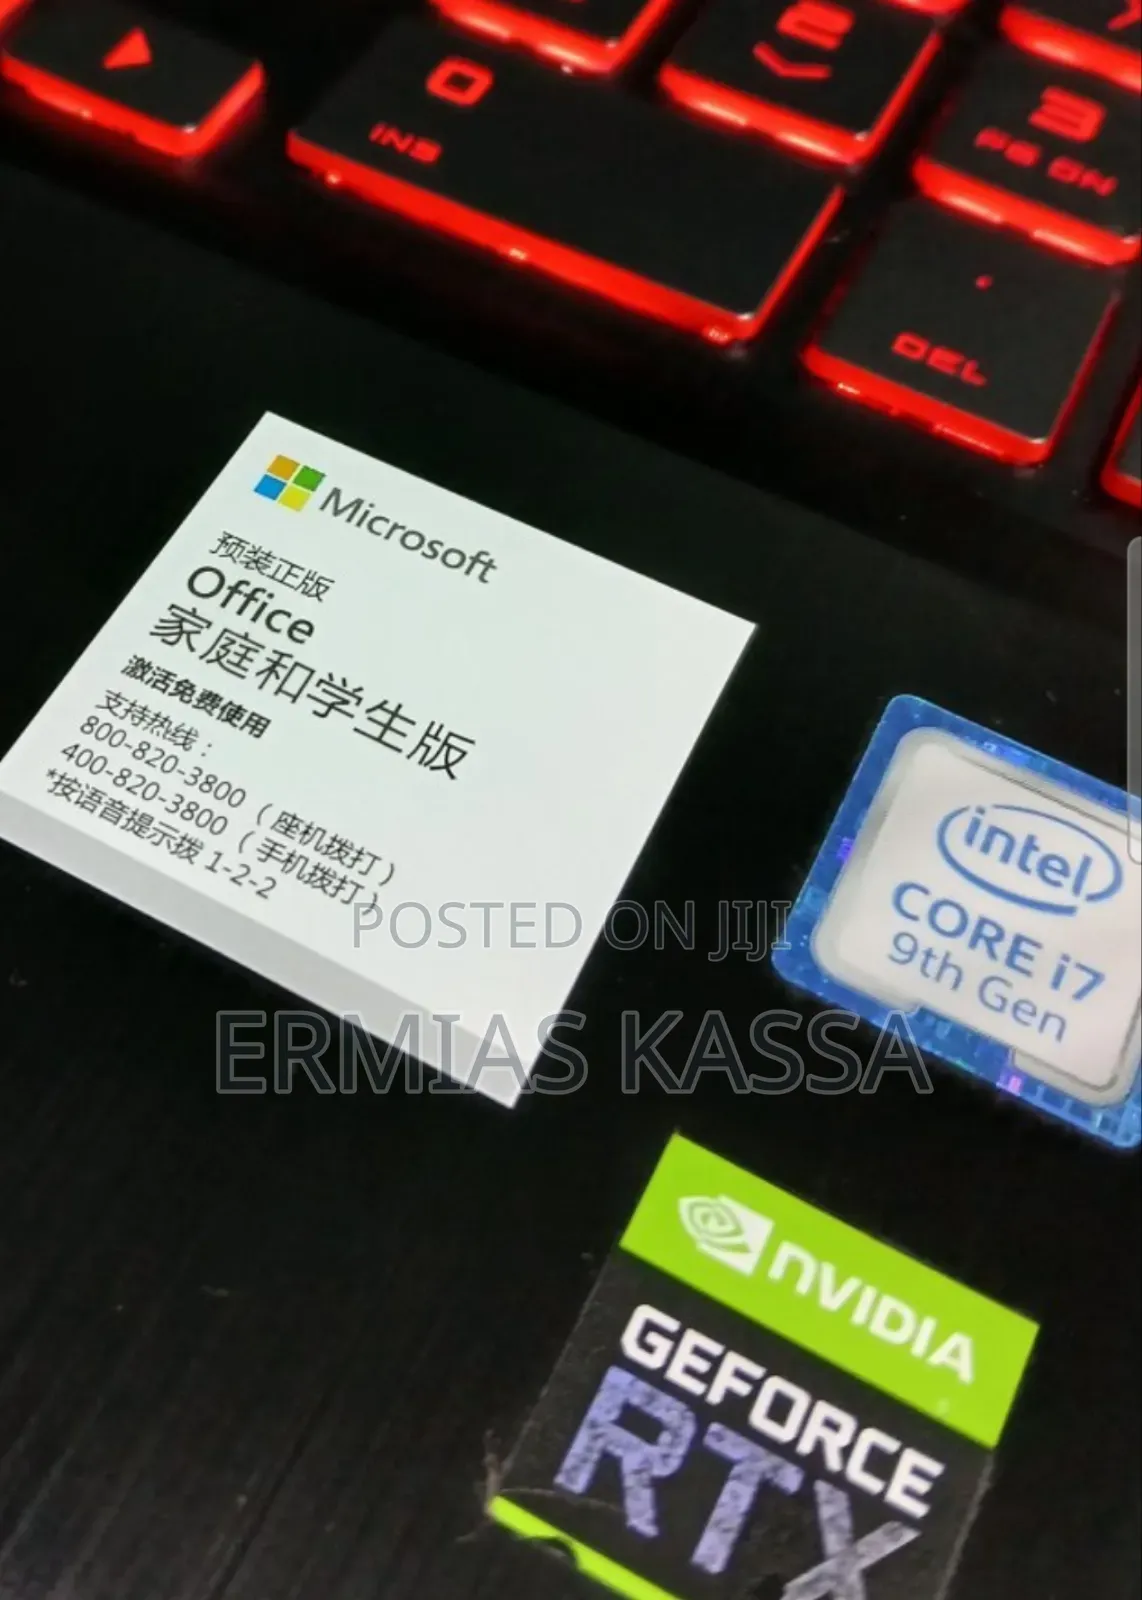 0
INS
2
3
PG DN
.
DEL
Microsoft
预装正版
Office
家庭和学生版
激活免费使用
支持热线：
800-820-3800（座机拨打）
400-820-3800（手机拨打）
*按语音提示拨 1-2-2
POSTED ON JIJI
ERMIAS KASSA
intel
CORE i7
9th Gen
NVIDIA
GEFORCE
RTX